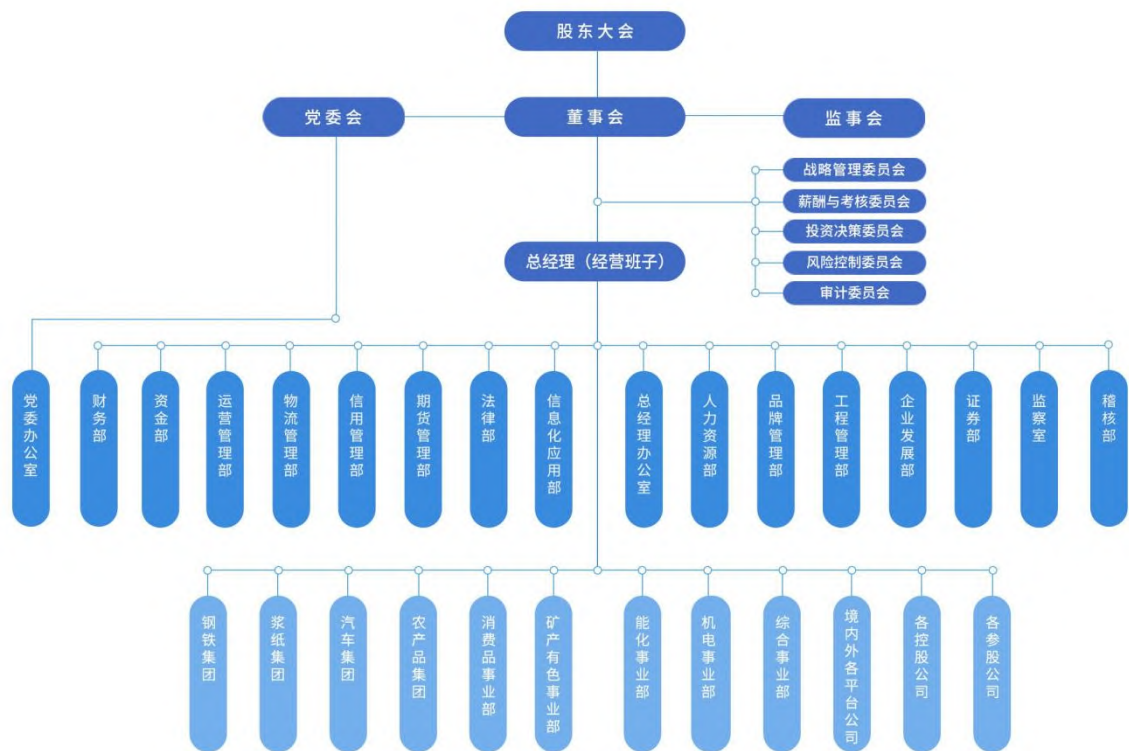 股东大会
党委会
董事会
监事会
战略管理委员会
薪酬与考核委员会
投资决策委员会
风险控制委员会
审计委员会
总经理（经营班子）
党委办公室
财务部
资金部
运营管理部
物流管理部
信用管理部
期货管理部
法律部
信息化应用部
总经理办公室
人力资源部
品牌管理部
工程管理部
企业发展部
证券部
监察室
稽核部
钢铁集团
浆纸集团
汽车集团
农产品集团
消费品事业部
矿产有色事业部
能化事业部
机电事业部
综合事业部
境内外各平台公司
各控股公司
各参股公司